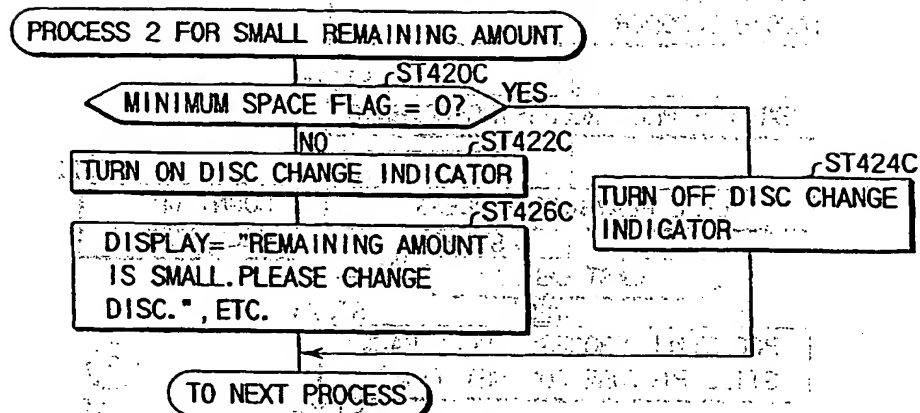 PROCESS 2 FOR SMALL REMAINING AMOUNT
ST420C
MINIMUM SPACE FLAG = 0?
YES
NO
ST422C
TURN ON DISC CHANGE INDICATOR
ST424C
TURN OFF DISC CHANGE
INDICATOR
ST426C
DISPLAY= "REMAINING AMOUNT
IS SMALL.PLEASE CHANGE
DISC.", ETC.
TO NEXT PROCESS